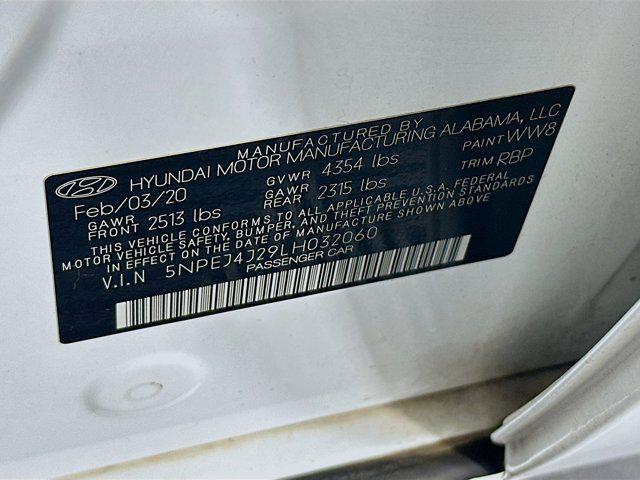 MANUFACTURED BY
HYUNDAI MOTOR MANUFACTURING ALABAMA, LLC
Feb/03/20 GVWR 4354 lbs PAINT WW8
GAWR FRONT 2513 lbs GAWR REAR 2315 lbs TRIM RBP
THIS VEHICLE CONFORMS TO ALL APPLICABLE U.S.A. FEDERAL
MOTOR VEHICLE SAFETY, BUMPER, AND THEFT PREVENTION STANDARDS
IN EFFECT ON THE DATE OF MANUFACTURE SHOWN ABOVE.
V.I.N 5NPEJ4J29LH032060
PASSENGER CAR